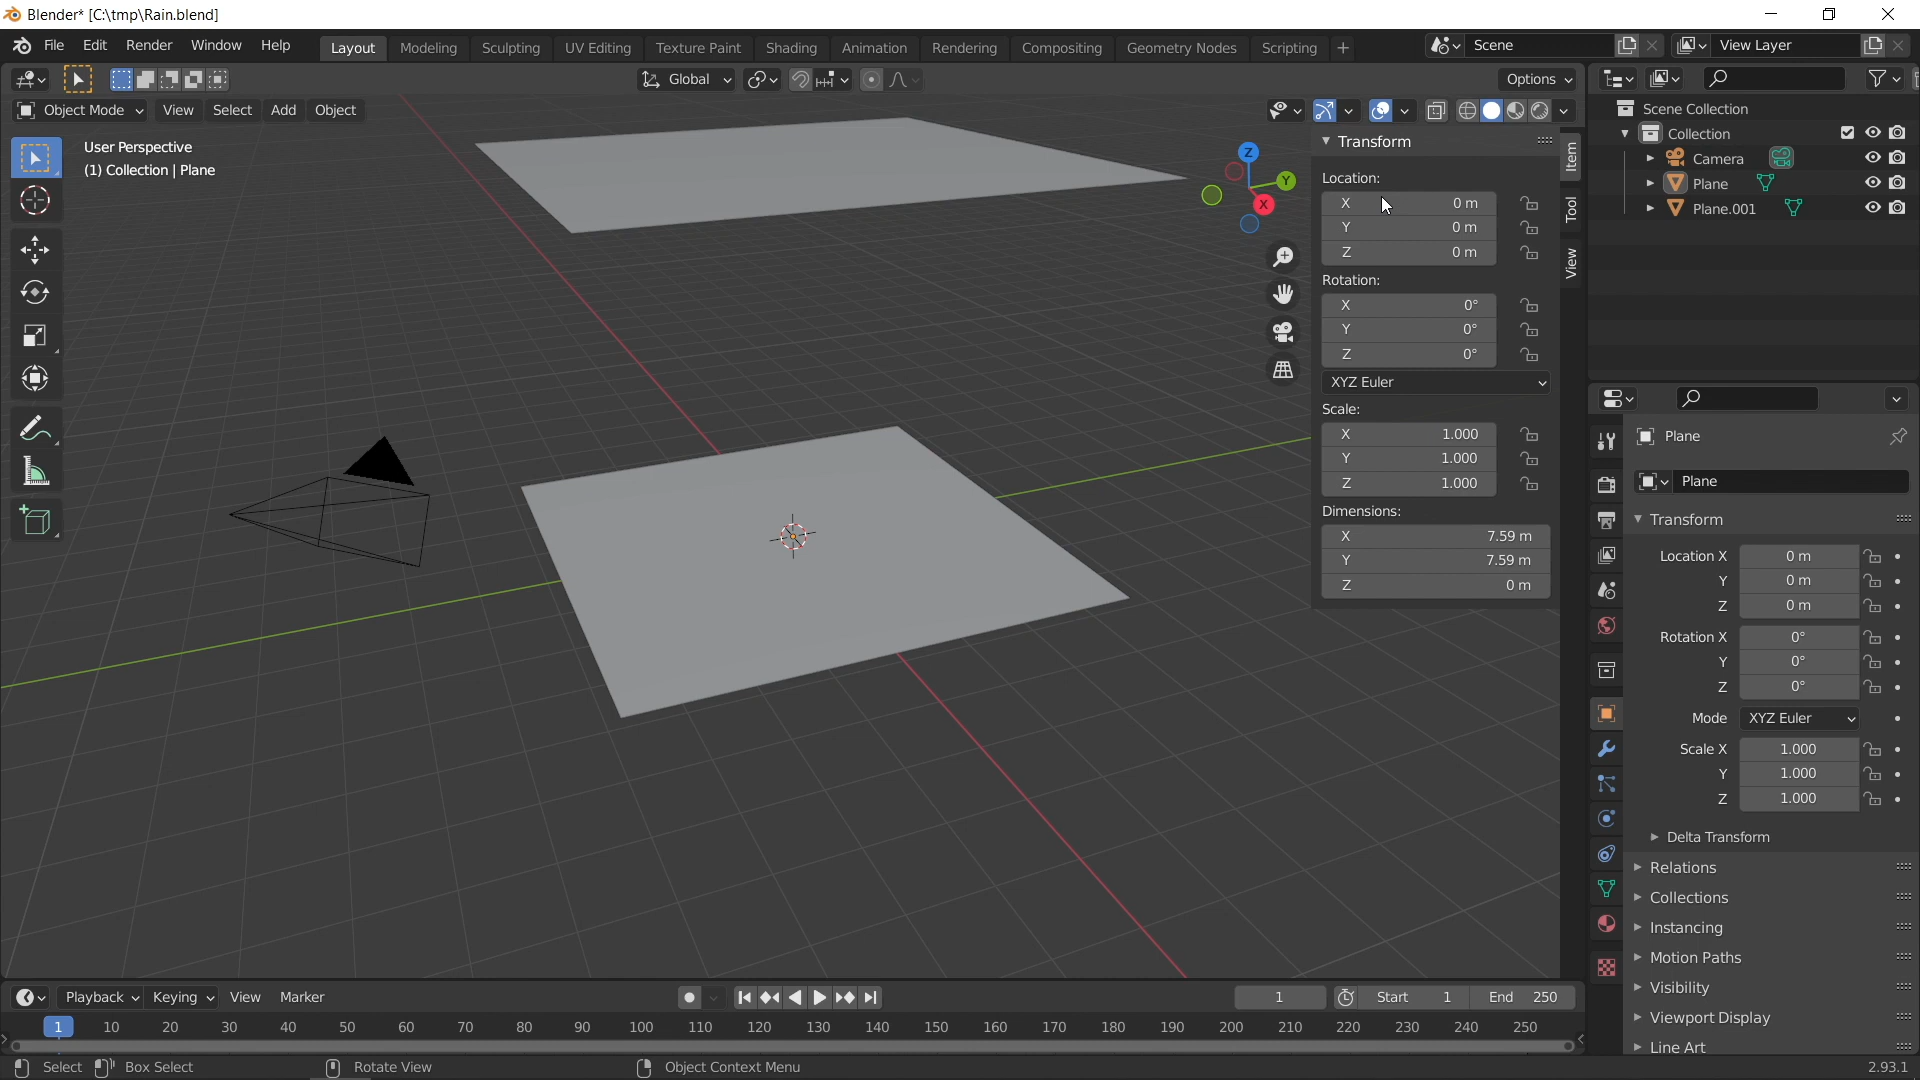 Blender* [C:\tmp\Rain.blend]
File Edit Render Window Help Layout Modeling Sculpting UV Editing Texture Paint Shading Animation Rendering Compositing Geometry Nodes Scripting + Scene View Layer
Global Options
Object Mode View Select Add Object
User Perspective
(1) Collection | Plane
Z
Y
X
Transform
Location:
X 0 m
Y 0 m
Z 0 m
Rotation:
X 0°
Y 0°
Z 0°
XYZ Euler
Scale:
X 1.000
Y 1.000
Z 1.000
Dimensions:
X 7.59 m
Y 7.59 m
Z 0 m
Item
Tool
View
Scene Collection
Collection
Camera
Plane
Plane.001
Plane
Plane
Transform
Location X 0 m
Y 0 m
Z 0 m
Rotation X 0°
Y 0°
Z 0°
Mode XYZ Euler
Scale X 1.000
Y 1.000
Z 1.000
Delta Transform
Relations
Collections
Instancing
Motion Paths
Visibility
Viewport Display
Line Art
Playback Keying View Marker 1 Start 1 End 250
1 10 20 30 40 50 60 70 80 90 100 110 120 130 140 150 160 170 180 190 200 210 220 230 240 250
Select Box Select Rotate View Object Context Menu 2.93.1